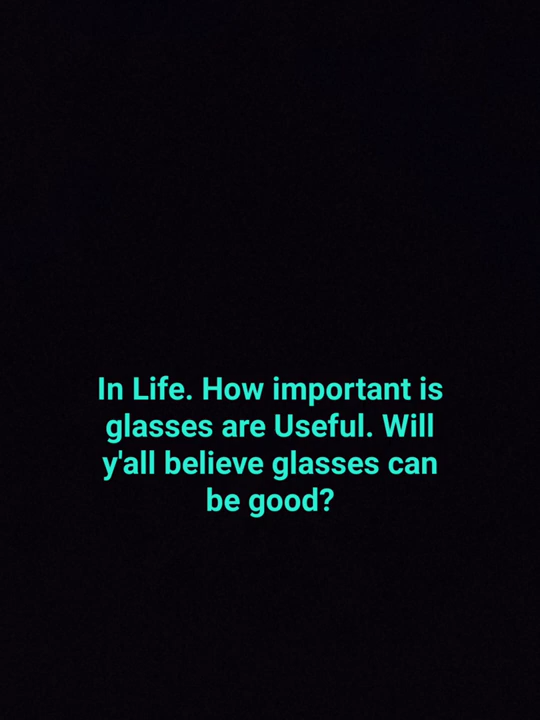 In Life. How important is
glasses are Useful. Will
y'all believe glasses can
be good?